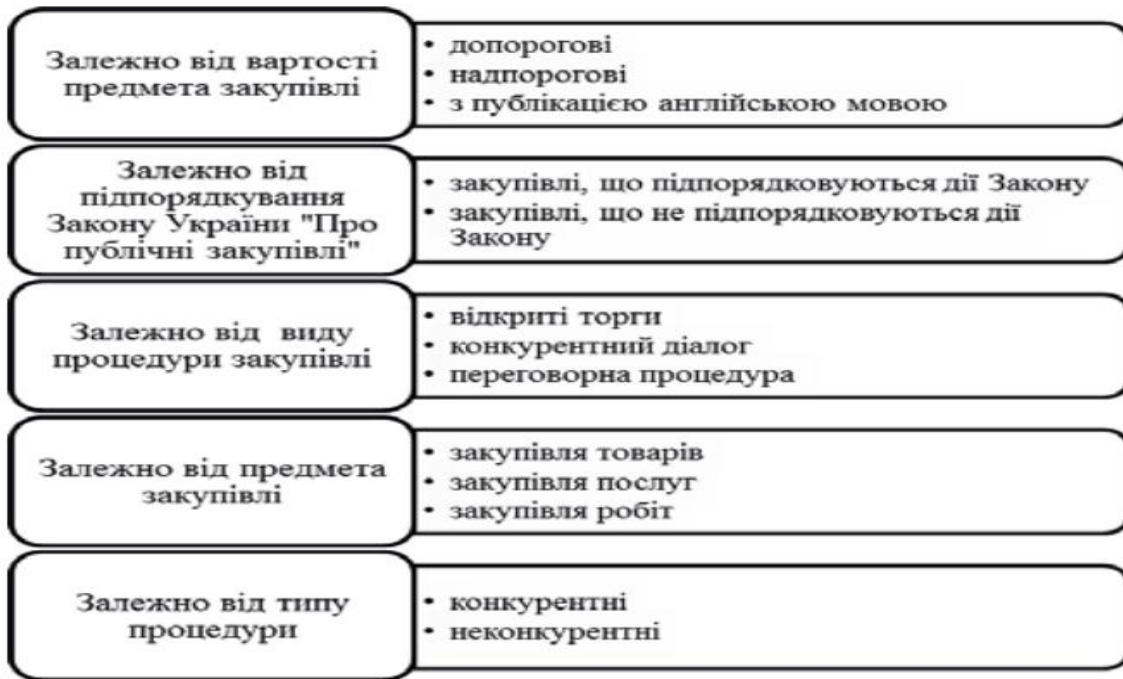 Залежно від вартості
предмета закупівлі
• допорогові
• надпорогові
• з публікацією англійською мовою
Залежно від
підпорядкування
Закону України "Про
публічні закупівлі"
• закупівлі, що підпорядковуються дії Закону
• закупівлі, що не підпорядковуються дії
Закону
Залежно від виду
процедури закупівлі
• відкриті торги
• конкурентний діалог
• переговорна процедура
Залежно від предмета
закупівлі
• закупівля товарів
• закупівля послуг
• закупівля робіт
Залежно від типу
процедури
• конкурентні
• неконкурентні